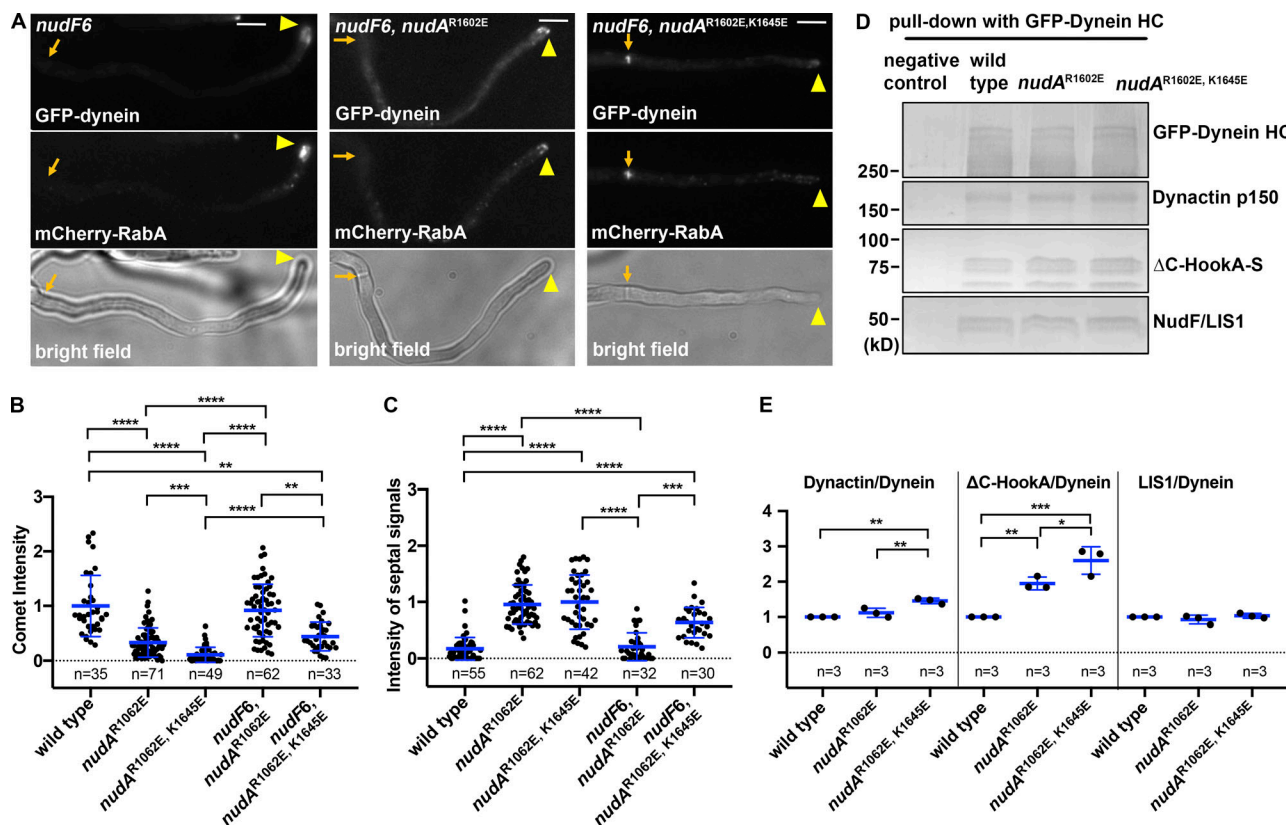 A
nudF6
GFP-dynein
mCherry-RabA
bright field
nudF6, nudA^R1602E
GFP-dynein
mCherry-RabA
bright field
nudF6, nudA^R1602E,K1645E
GFP-dynein
mCherry-RabA
bright field
D
pull-down with GFP-Dynein HC
negative control
wild type
nudA^R1602E
nudA^R1602E, K1645E
GFP-Dynein HC
250
Dynactin p150
150
100
75
ΔC-HookA-S
50
(kD)
NudF/LIS1
B
****
****
****
****
**
***
**
****
Comet Intensity
3
2
1
0
n=35
n=71
n=49
n=62
n=33
wild type
nudA^R1062E
nudA^R1062E, K1645E
nudF6,
nudA^R1062E
nudF6,
nudA^R1062E, K1645E
C
****
****
****
****
****
***
Intensity of septal signals
3
2
1
0
n=55
n=62
n=42
n=32
n=30
wild type
nudA^R1062E
nudA^R1062E, K1645E
nudF6,
nudA^R1062E
nudF6,
nudA^R1062E, K1645E
E
Dynactin/Dynein
ΔC-HookA/Dynein
LIS1/Dynein
**
**
***
**
*
4
3
2
1
0
n=3
n=3
n=3
n=3
n=3
n=3
n=3
n=3
n=3
wild type
nudA^R1062E
nudA^R1062E, K1645E
wild type
nudA^R1062E
nudA^R1062E, K1645E
wild type
nudA^R1062E
nudA^R1062E, K1645E